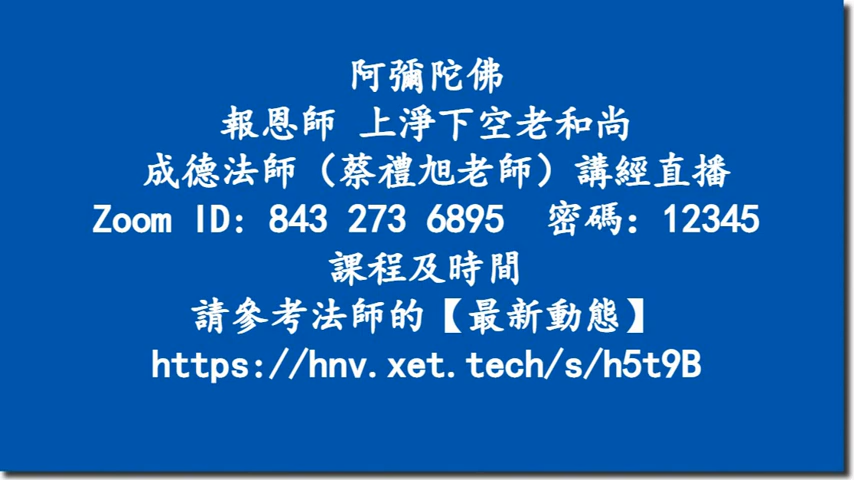 阿彌陀佛
報恩師 上淨下空老和尚
成德法師（蔡禮旭老師）講經直播
Zoom ID: 843 273 6895 密碼: 12345
課程及時間
請參考法師的【最新動態】
https://hnv.xet.tech/s/h5t9B